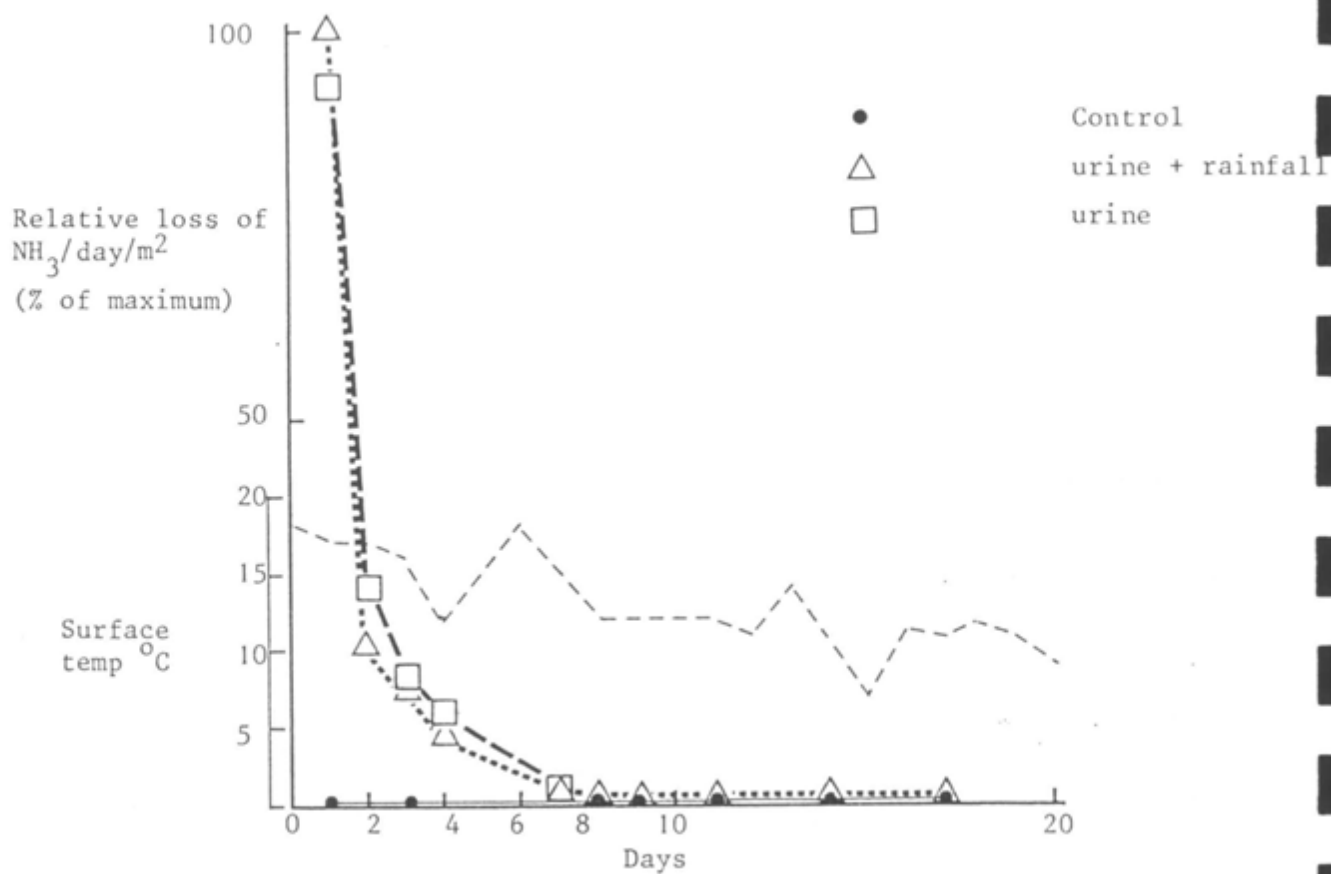 100
Control
urine + rainfall
urine
Relative loss of
NH3/day/m2
(% of maximum)
50
20
15
Surface
temp °C
10
5
0 2 4 6 8 10 20
Days